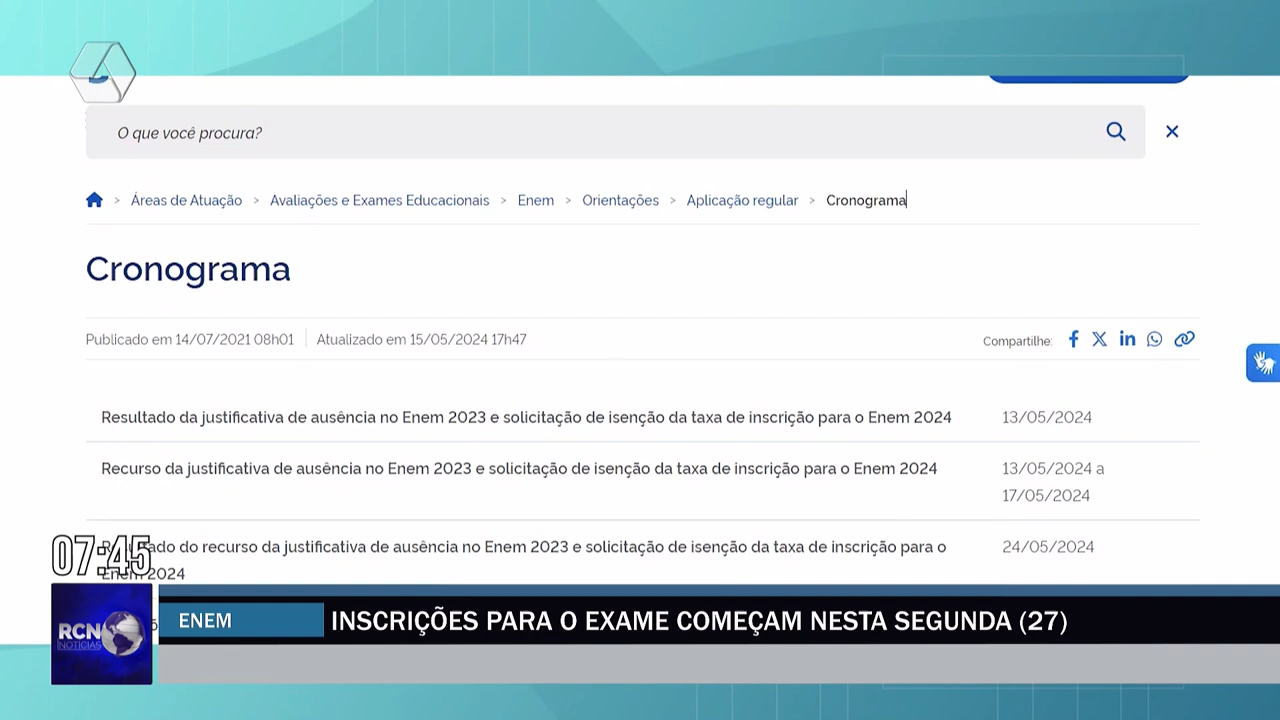 O que você procura?
> Áreas de Atuação > Avaliações e Exames Educacionais > Enem > Orientações > Aplicação regular > Cronograma
Cronograma
Publicado em 14/07/2021 08h01 Atualizado em 15/05/2024 17h47
Compartilhe:
Resultado da justificativa de ausência no Enem 2023 e solicitação de isenção da taxa de inscrição para o Enem 2024 13/05/2024
Recurso da justificativa de ausência no Enem 2023 e solicitação de isenção da taxa de inscrição para o Enem 2024 13/05/2024 a
17/05/2024
07:45
do recurso da justificativa de ausência no Enem 2023 e solicitação de isenção da taxa de inscrição para o 24/05/2024
Enem 2024
RCN
NOTÍCIAS
ENEM
INSCRIÇÕES PARA O EXAME COMEÇAM NESTA SEGUNDA (27)